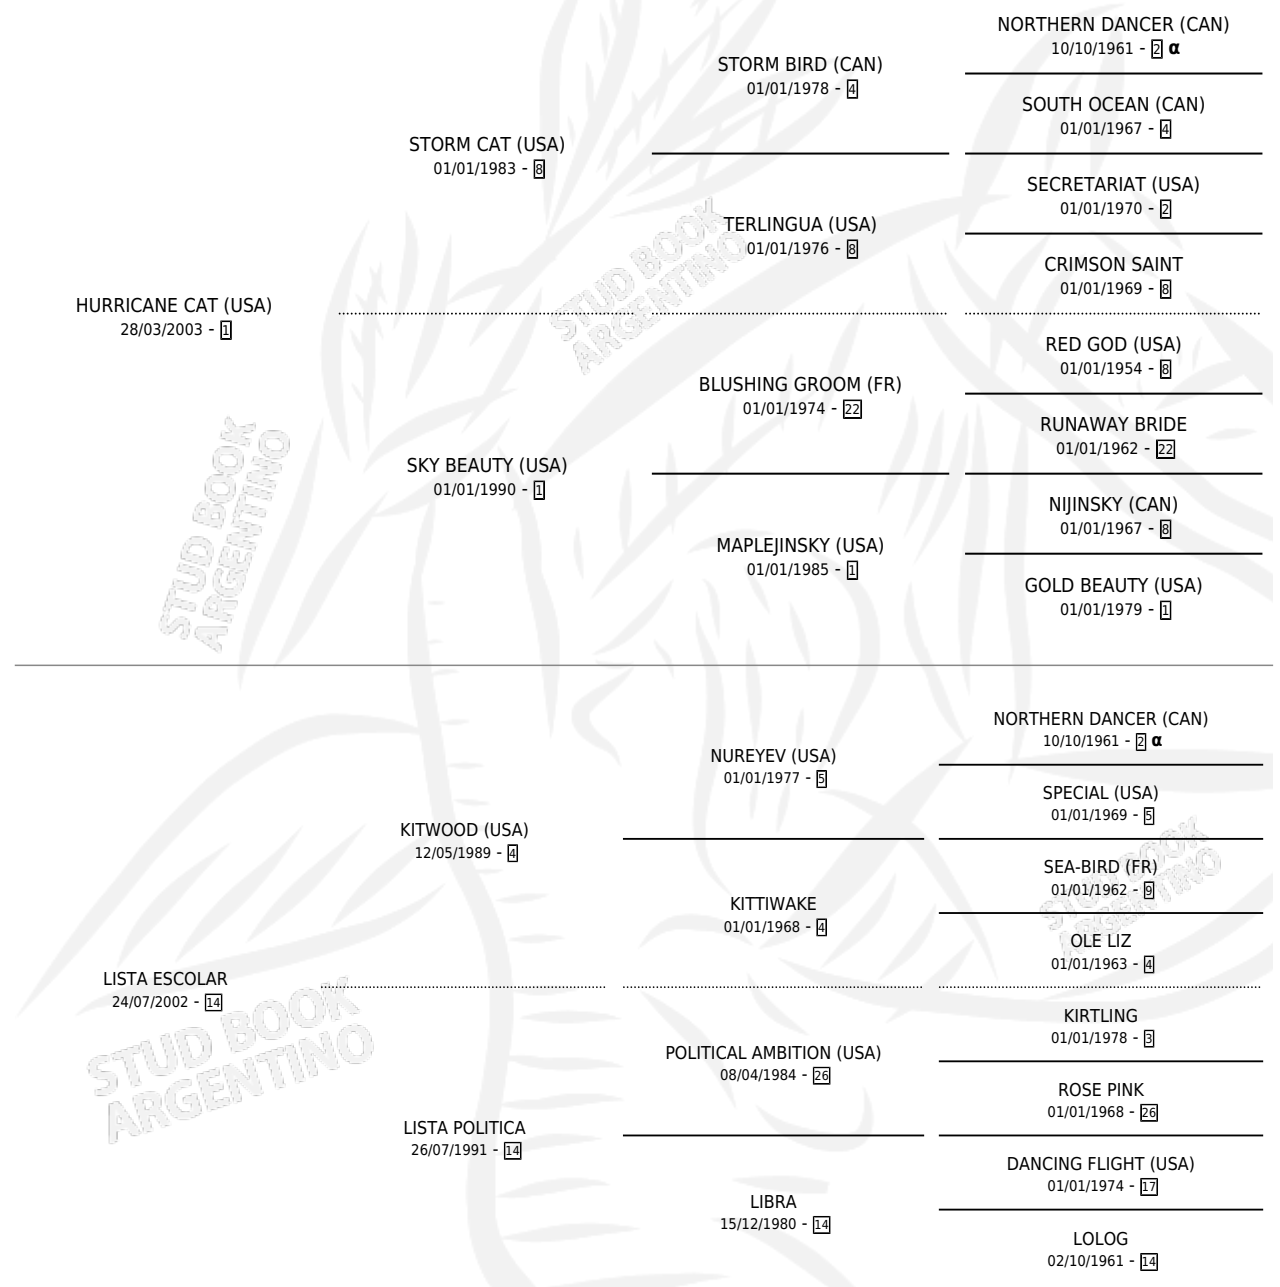 NORTHERN DANCER (CAN)
10/10/1961 - 2 α
STORM BIRD (CAN)
01/01/1978 - 4
SOUTH OCEAN (CAN)
01/01/1967 - 4
STORM CAT (USA)
01/01/1983 - 8
SECRETARIAT (USA)
01/01/1970 - 2
TERLINGUA (USA)
01/01/1976 - 8
CRIMSON SAINT
01/01/1969 - 8
HURRICANE CAT (USA)
28/03/2003 - 1
RED GOD (USA)
01/01/1954 - 8
BLUSHING GROOM (FR)
01/01/1974 - 22
RUNAWAY BRIDE
01/01/1962 - 22
SKY BEAUTY (USA)
01/01/1990 - 1
NIJINSKY (CAN)
01/01/1967 - 8
MAPLEJINSKY (USA)
01/01/1985 - 1
GOLD BEAUTY (USA)
01/01/1979 - 1
NORTHERN DANCER (CAN)
10/10/1961 - 2 α
NUREYEV (USA)
01/01/1977 - 5
SPECIAL (USA)
01/01/1969 - 5
KITWOOD (USA)
12/05/1989 - 4
SEA-BIRD (FR)
01/01/1962 - 9
KITTIWAKE
01/01/1968 - 4
OLE LIZ
01/01/1963 - 4
LISTA ESCOLAR
24/07/2002 - 14
KIRTLING
01/01/1978 - 3
POLITICAL AMBITION (USA)
08/04/1984 - 26
ROSE PINK
01/01/1968 - 26
LISTA POLITICA
26/07/1991 - 14
DANCING FLIGHT (USA)
01/01/1974 - 17
LIBRA
15/12/1980 - 14
LOLOG
02/10/1961 - 14
STUD BOOK
ARGENTINO
STUD BOOK
ARGENTINO
STUD BOOK
ARGENTINO
STUD BOOK
ARGENTINO